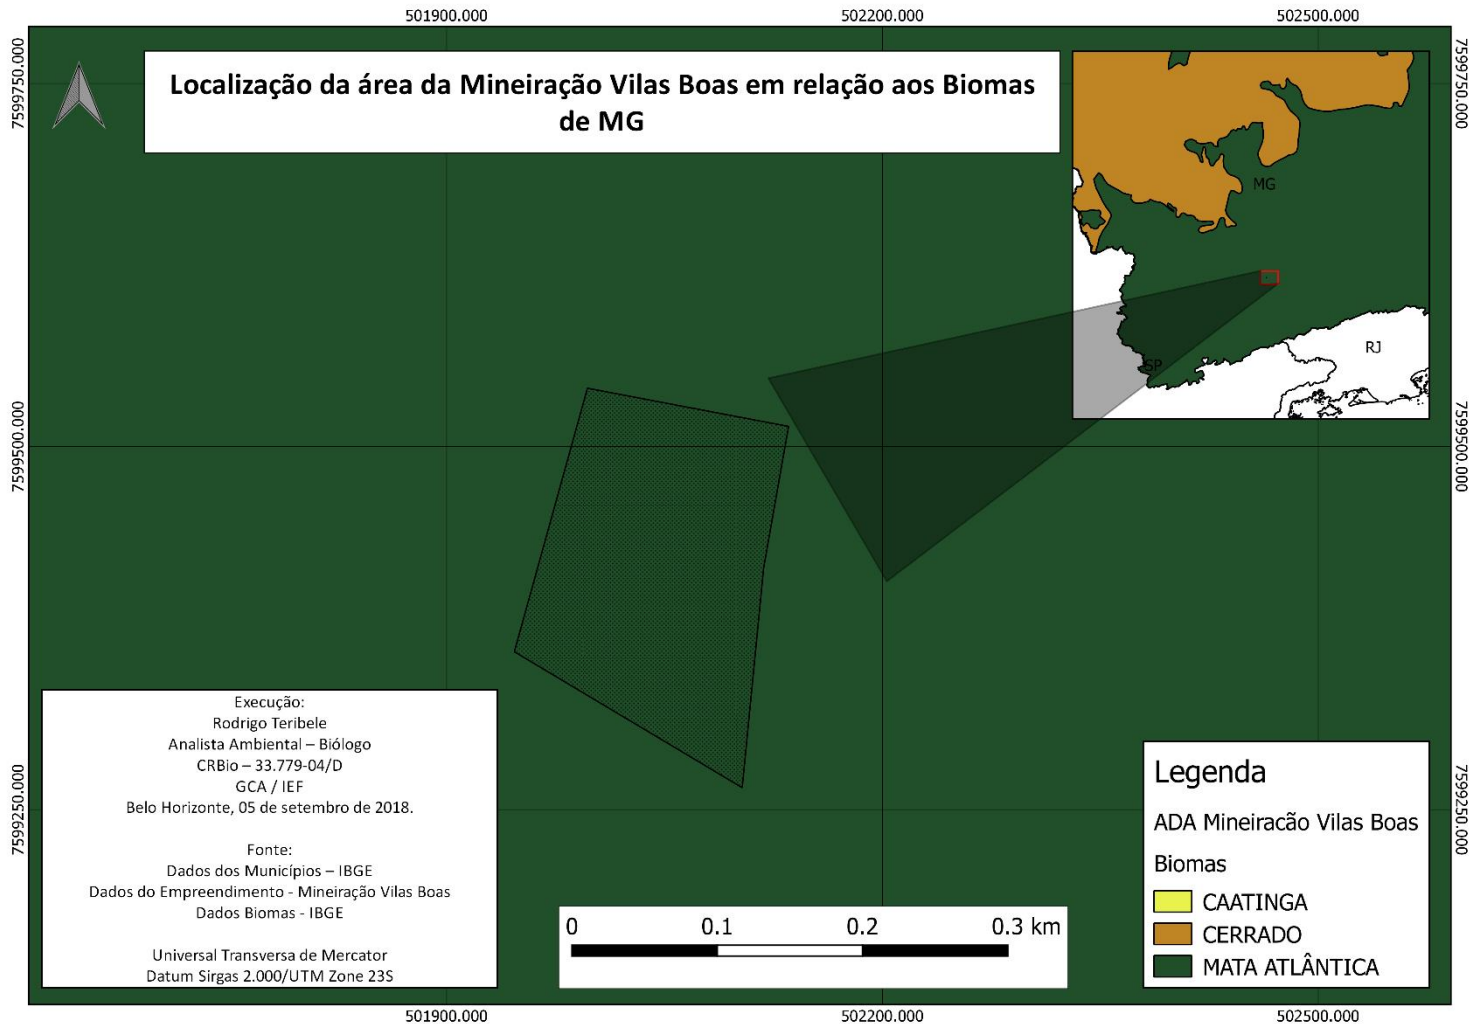 501900.000
502200.000
502500.000
7599750.000
7599750.000
Localização da área da Mineiração Vilas Boas em relação aos Biomas
de MG
MG
RJ
SP
7599500.000
7599500.000
Execução:
Rodrigo Teribele
Analista Ambiental – Biólogo
CRBio – 33.779-04/D
GCA / IEF
Belo Horizonte, 05 de setembro de 2018.
Fonte:
Dados dos Municípios – IBGE
Dados do Empreendimento - Mineiração Vilas Boas
Dados Biomas - IBGE
Universal Transversa de Mercator
Datum Sirgas 2.000/UTM Zone 23S
7599250.000
7599250.000
0 0.1 0.2 0.3 km
Legenda
ADA Mineiracão Vilas Boas
Biomas
CAATINGA
CERRADO
MATA ATLÂNTICA
501900.000
502200.000
502500.000